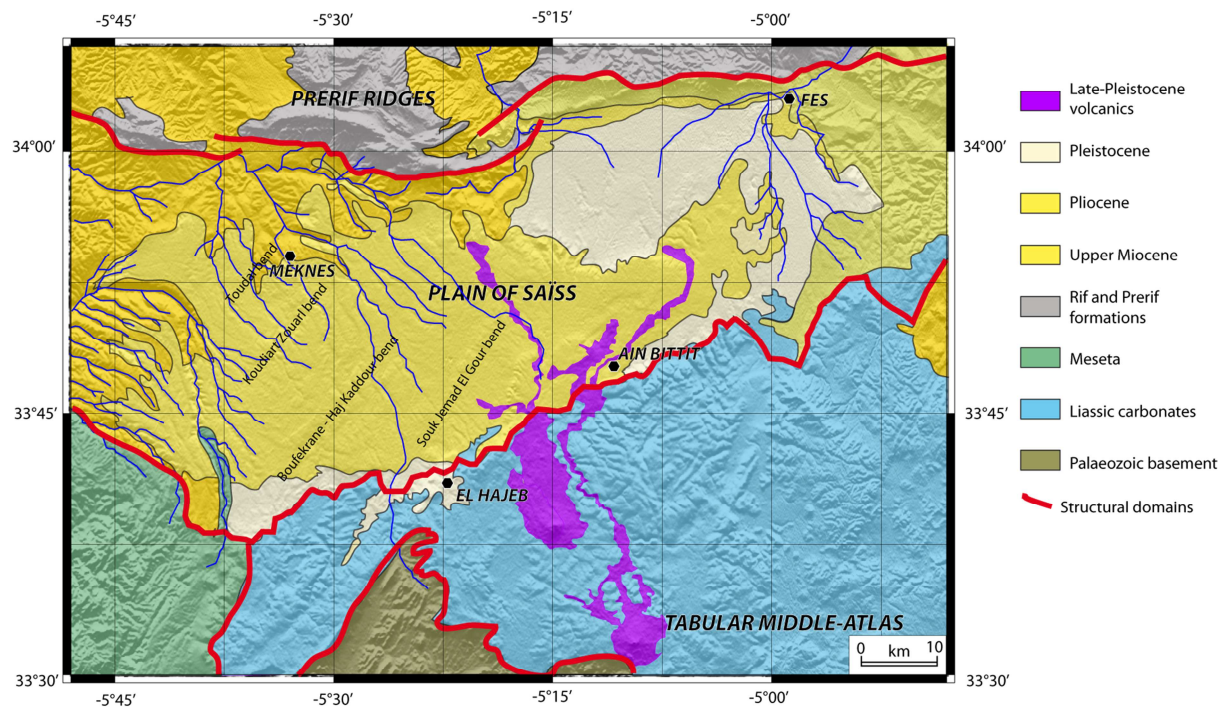 -5°45′
-5°30′
-5°15′
-5°00′
34°00′
34°00′
33°45′
33°45′
33°30′
33°30′
-5°45′
-5°30′
-5°15′
-5°00′
PRERIF RIDGES
FES
MEKNES
Toudal bend
Koudiart/Zouarl bend
PLAIN OF SAÏSS
Boufekrane - Haj Kaddour bend
Souk Jemad El Gour bend
AIN BITTIT
EL HAJEB
TABULAR MIDDLE-ATLAS
0 km 10
Late-Pleistocene
volcanics
Pleistocene
Pliocene
Upper Miocene
Rif and Prerif
formations
Meseta
Liassic carbonates
Palaeozoic basement
Structural domains